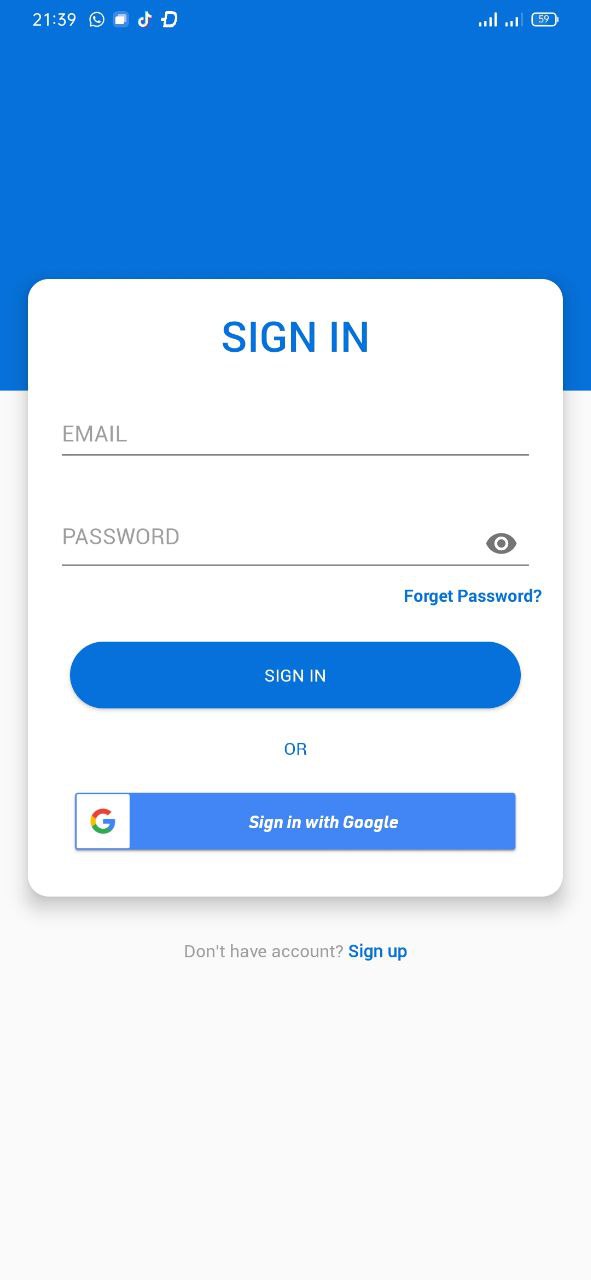 21:39
59
SIGN IN
EMAIL
PASSWORD
Forget Password?
SIGN IN
OR
Sign in with Google
Don't have account? Sign up